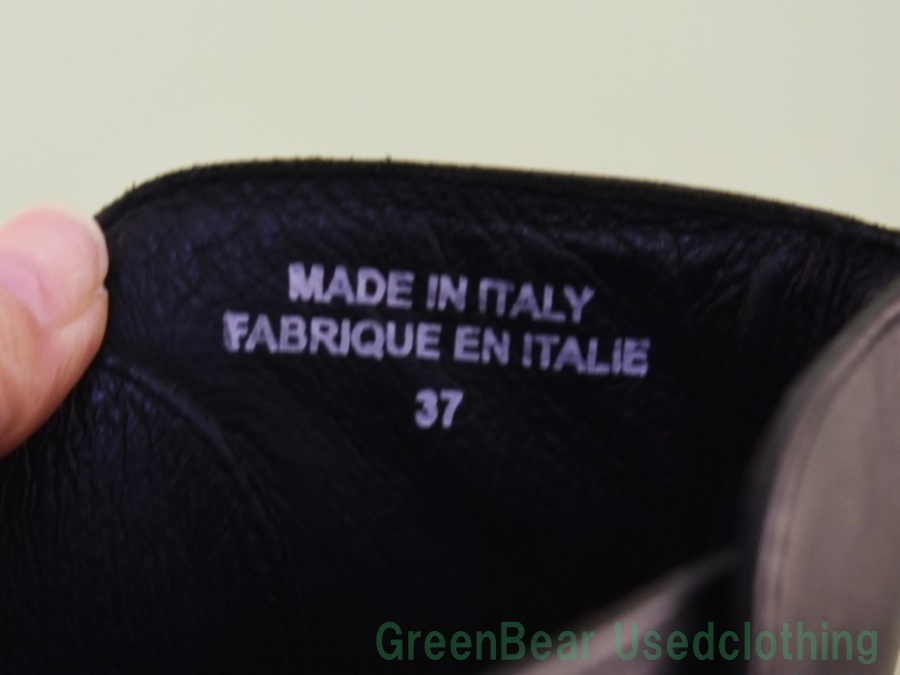 MADE IN ITALY
FABRIQUE EN ITALIE
37
GreenBear Usedclothing